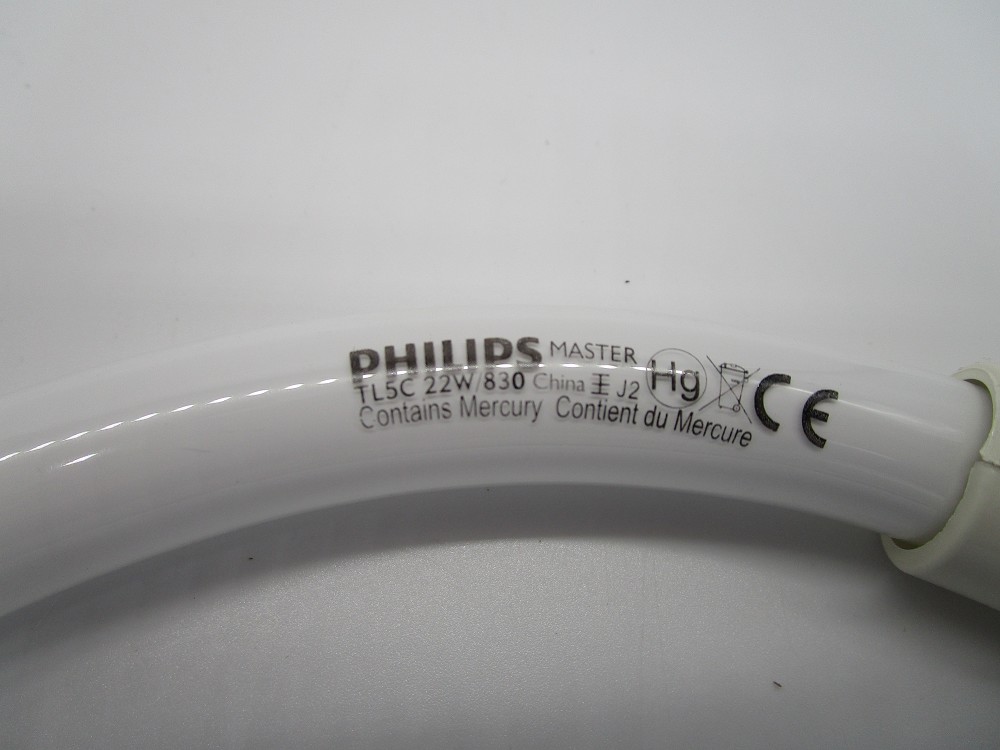 PHILIPS MASTER Hg CE
TL5C 22W/830 China 王 J2
Contains Mercury Contient du Mercure